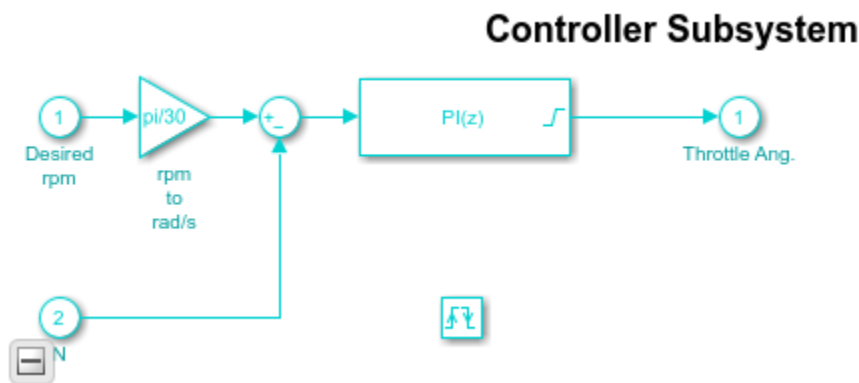 Controller Subsystem
1
pi/30
+
−
PI(z)
1
Desired
rpm
Throttle Ang.
rpm
to
rad/s
2
N